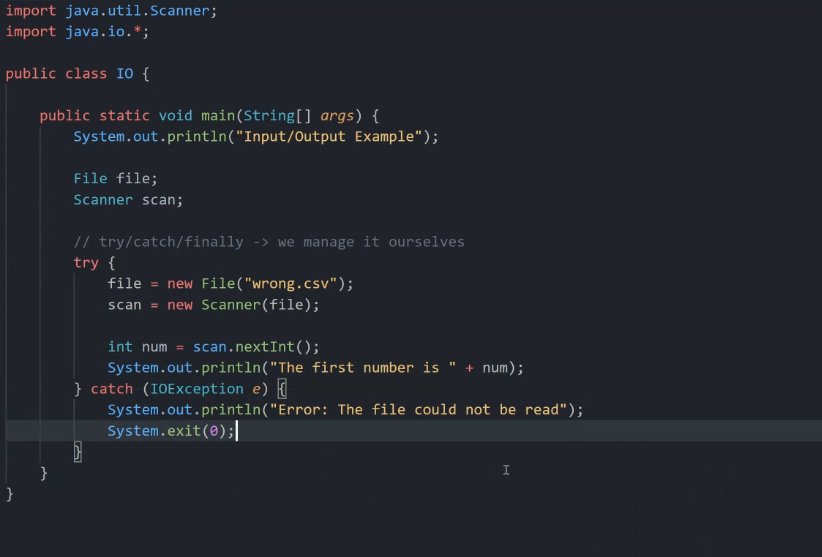 import java.util.Scanner;
import java.io.*;
public class IO {
public static void main(String[] args) {
System.out.println("Input/Output Example");
File file;
Scanner scan;
// try/catch/finally -> we manage it ourselves
try {
file = new File("wrong.csv");
scan = new Scanner(file);
int num = scan.nextInt();
System.out.println("The first number is " + num);
} catch (IOException e) {
System.out.println("Error: The file could not be read");
System.exit(0);
}
}
}